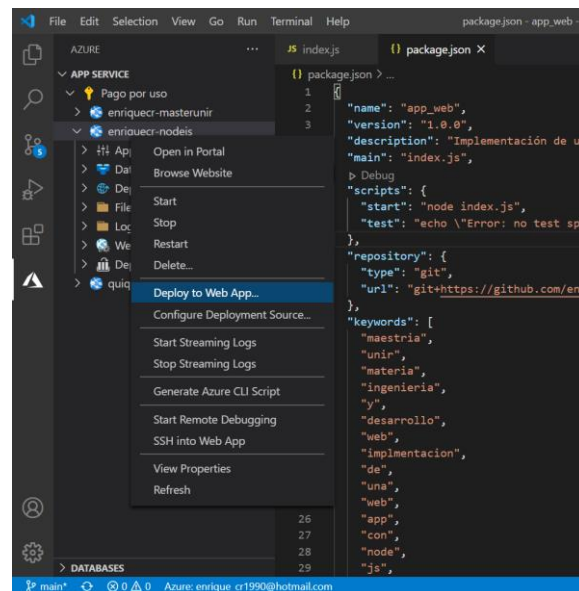 File Edit Selection View Go Run Terminal Help package.json - app_web -
AZURE ...
JS index.js {} package.json ×
APP SERVICE
{} package.json > ...
Pago por uso
enriquecr-masterunir
enriquecr-nodejs
Open in Portal
Browse Website
Start
Stop
Restart
Delete...
Deploy to Web App...
Configure Deployment Source...
Start Streaming Logs
Stop Streaming Logs
Generate Azure CLI Script
Start Remote Debugging
SSH into Web App
View Properties
Refresh
> DATABASES
1 {
2 "name": "app_web",
3 "version": "1.0.0",
"description": "Implementación de u
"main": "index.js",
Debug
"scripts": {
"start": "node index.js",
"test": "echo \"Error: no test sp
},
"repository": {
"type": "git",
"url": "git+https://github.com/en
},
"keywords": [
"maestria",
"unir",
"materia",
"ingenieria",
"y",
"desarrollo",
"web",
"implmentacion",
"de",
"una",
"web",
26 "app",
27 "con",
28 "node",
29 "js",
main* 0 0 Azure: enrique_cr1990@hotmail.com